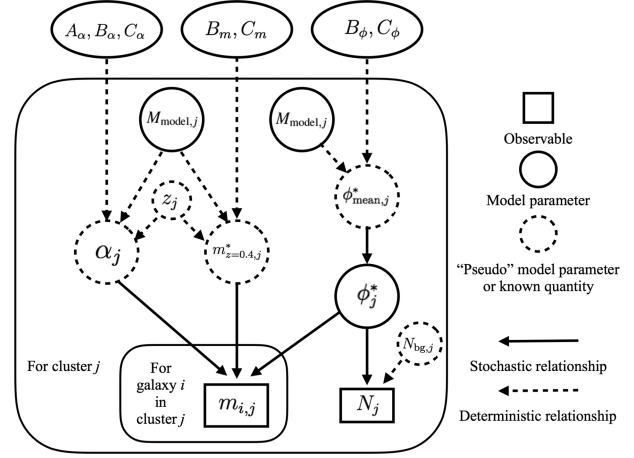 A_α, B_α, C_α
B_m, C_m
B_ϕ, C_ϕ
M_model,j
M_model,j
z_j
ϕ*_mean,j
α_j
m*_z=0.4,j
ϕ*_j
N_bg,j
For cluster j
For
galaxy i
in
cluster j
m_i,j
N_j
Observable
Model parameter
“Pseudo” model parameter
or known quantity
Stochastic relationship
Deterministic relationship